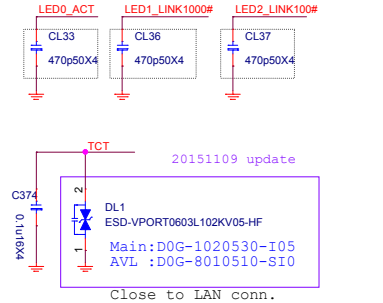 LED0_ACT LED1_LINK1000# LED2_LINK100#
CL33 CL36 CL37
470p50X4 470p50X4 470p50X4
TCT
20151109 update
C374
0.1u16X4
2
DL1
ESD-VPORT0603L102KV05-HF
1
Main:D0G-1020530-I05
AVL :D0G-8010510-SI0
Close to LAN conn.